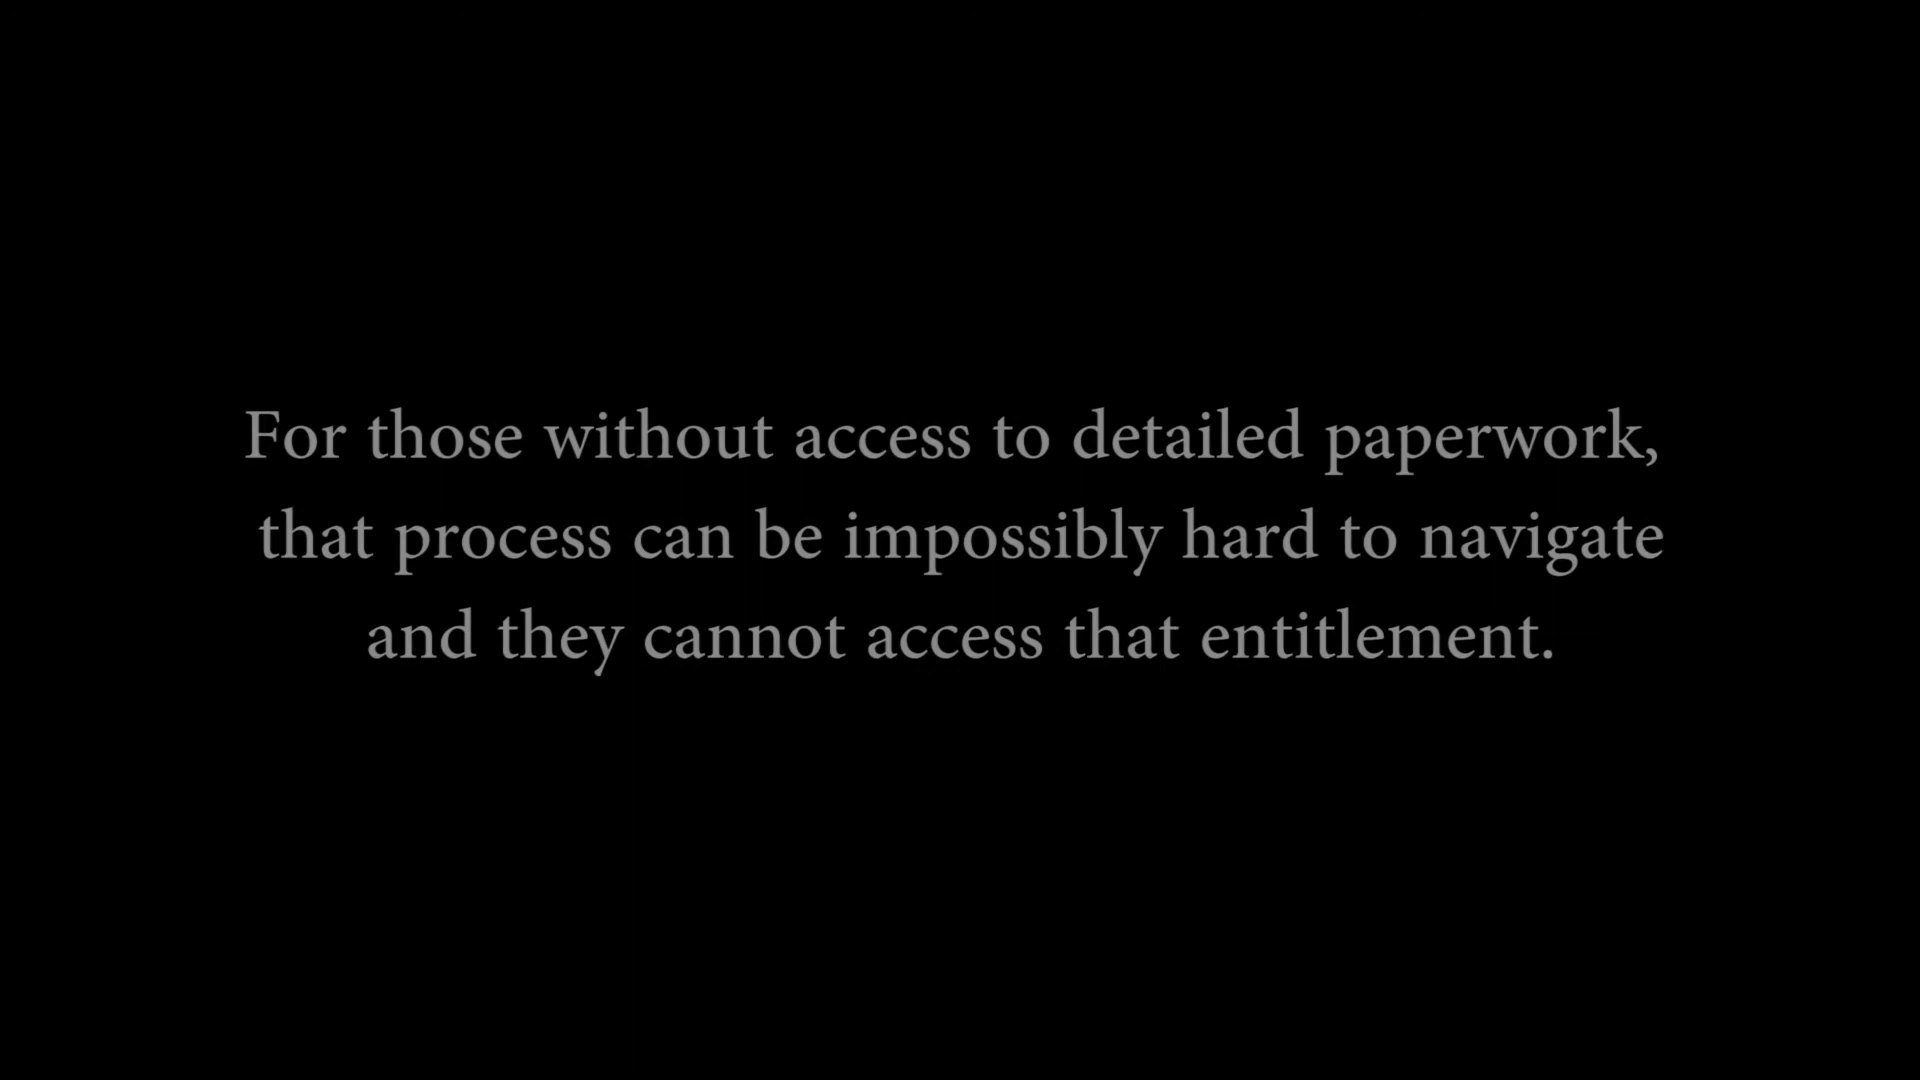 For those without access to detailed paperwork,
that process can be impossibly hard to navigate
and they cannot access that entitlement.